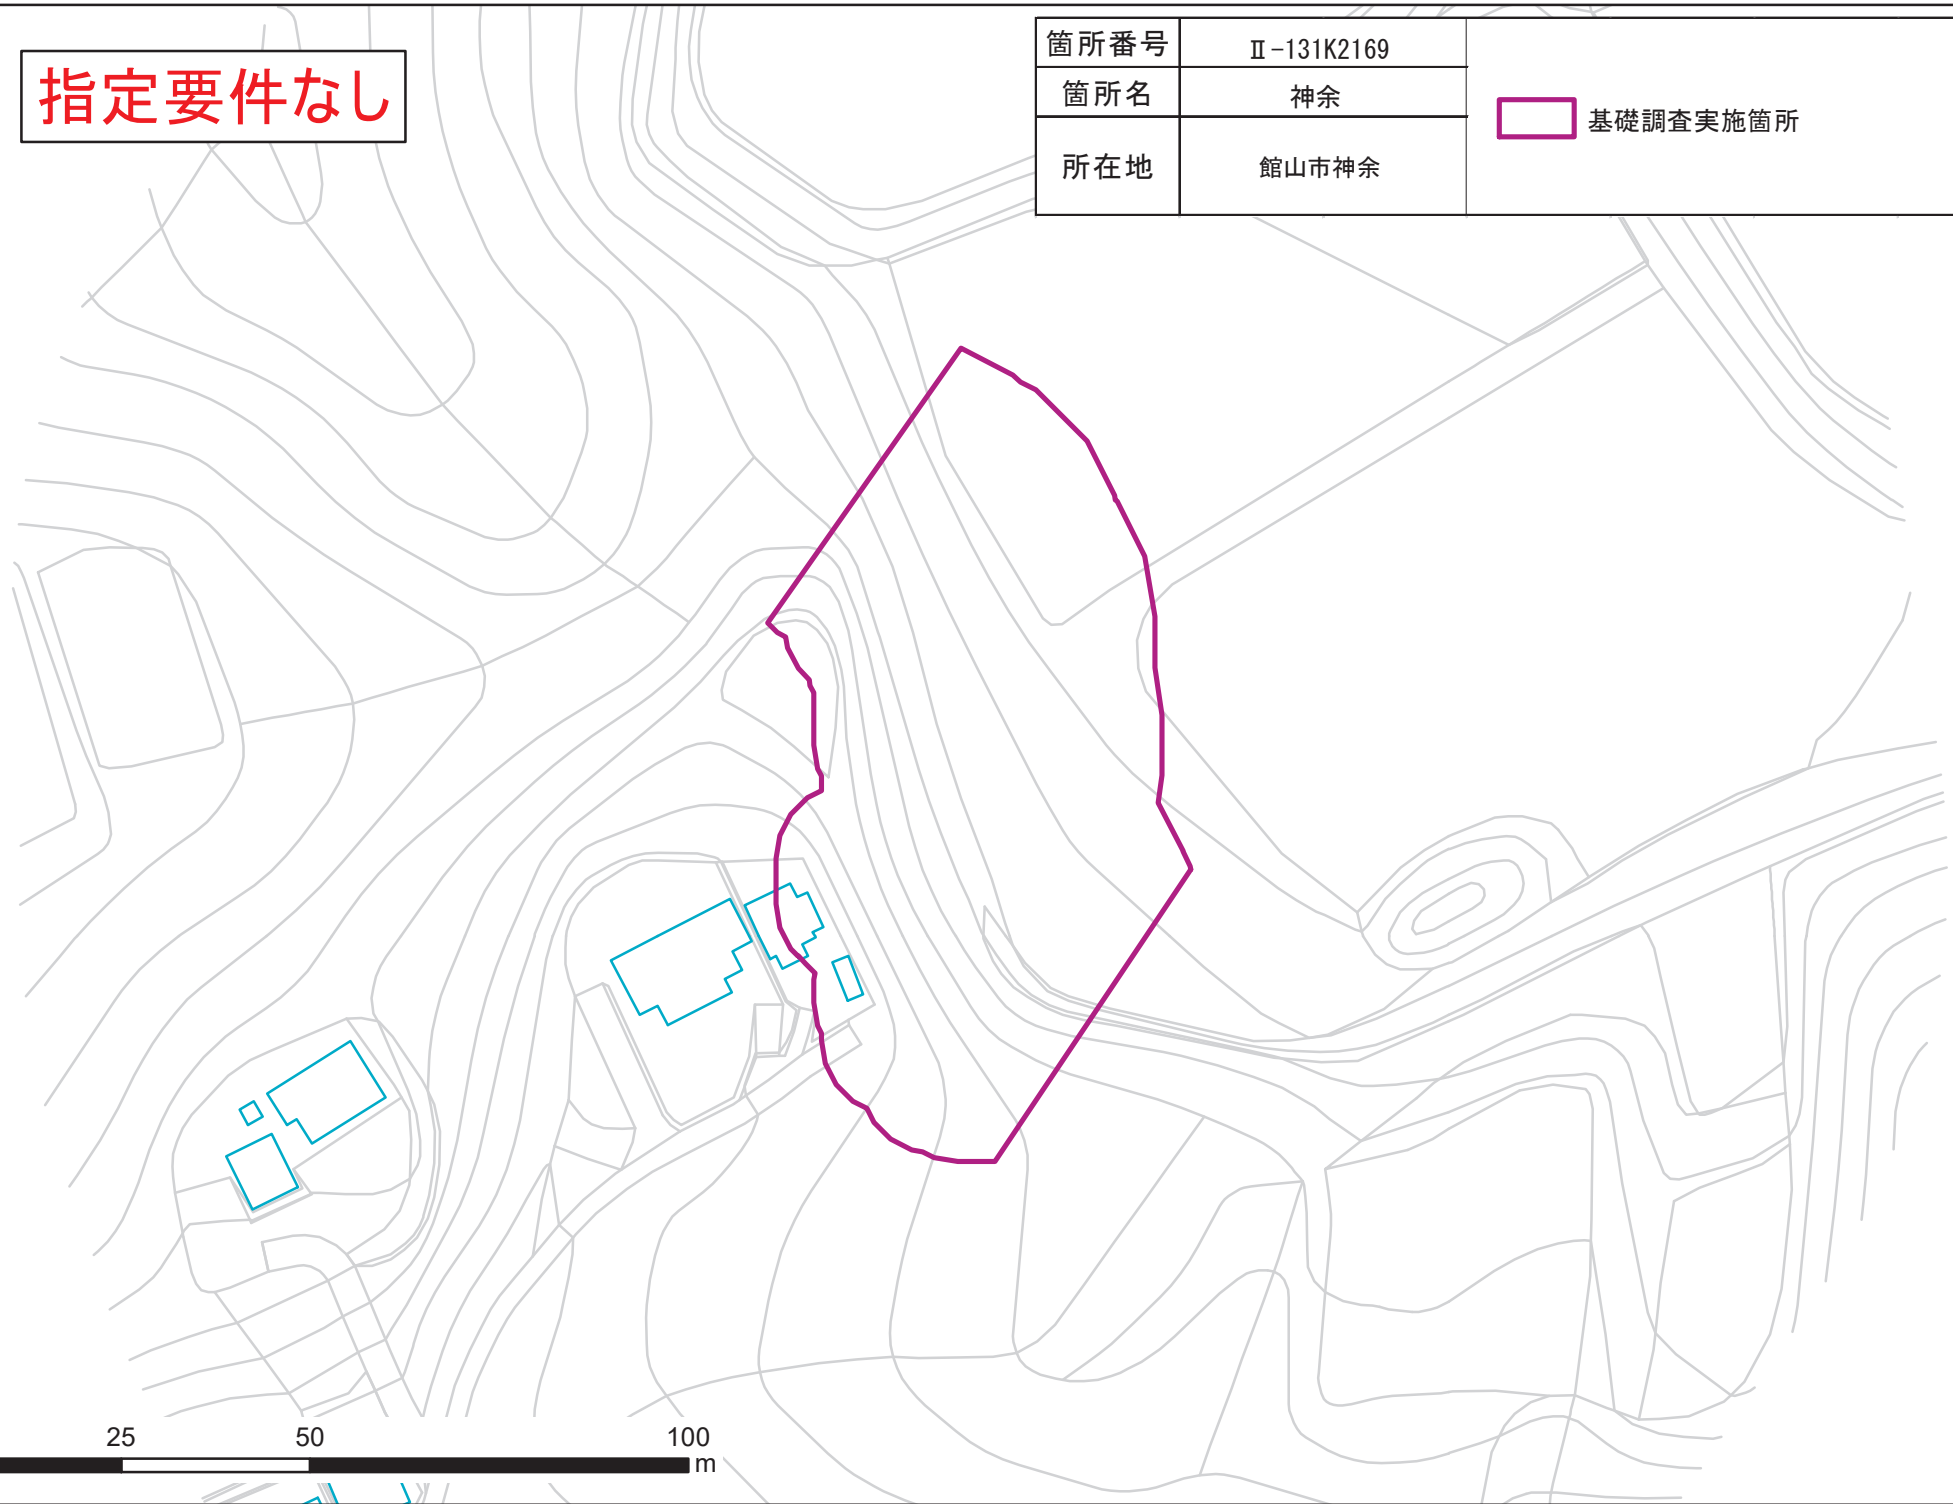 指定要件なし
箇所番号 Ⅱ-131K2169
箇所名 神余
所在地 館山市神余
基礎調査実施箇所
25 50 100
m